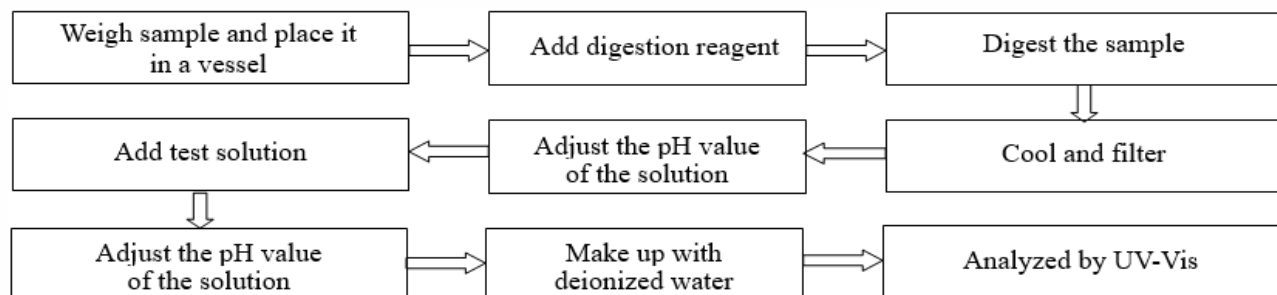 Weigh sample and place it
in a vessel
Add digestion reagent
Digest the sample
Cool and filter
Adjust the pH value
of the solution
Add test solution
Adjust the pH value
of the solution
Make up with
deionized water
Analyzed by UV-Vis